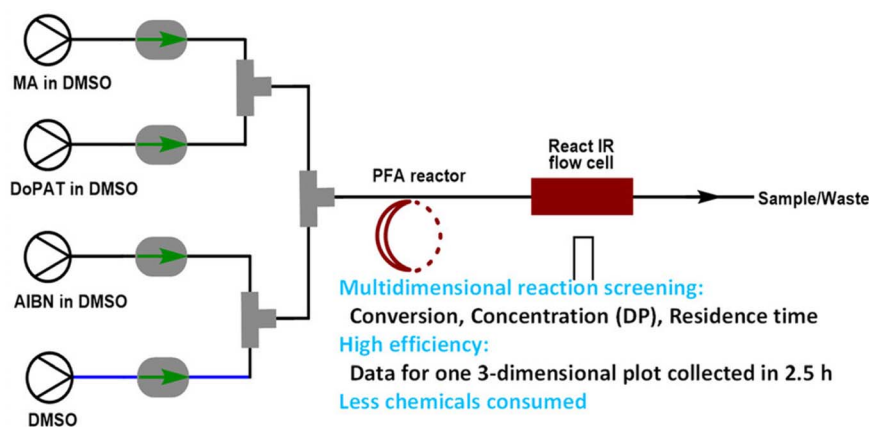 MA in DMSO
DoPAT in DMSO
AIBN in DMSO
DMSO
PFA reactor
React IR
flow cell
Sample/Waste
Multidimensional reaction screening:
Conversion, Concentration (DP), Residence time
High efficiency:
Data for one 3-dimensional plot collected in 2.5 h
Less chemicals consumed